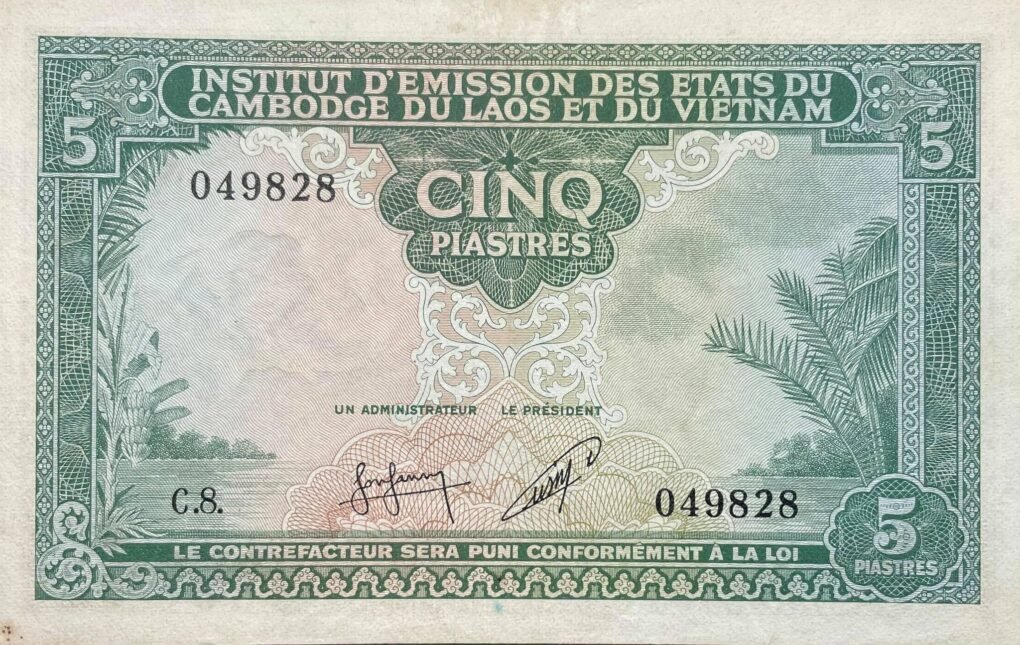 INSTITUT D'EMISSION DES ETATS DU
CAMBODGE DU LAOS ET DU VIETNAM
5
5
049828
CINQ
PIASTRES
UN ADMINISTRATEUR LE PRÉSIDENT
C.8.
049828
LE CONTREFACTEUR SERA PUNI CONFORMÉMENT À LA LOI
5
PIASTRES